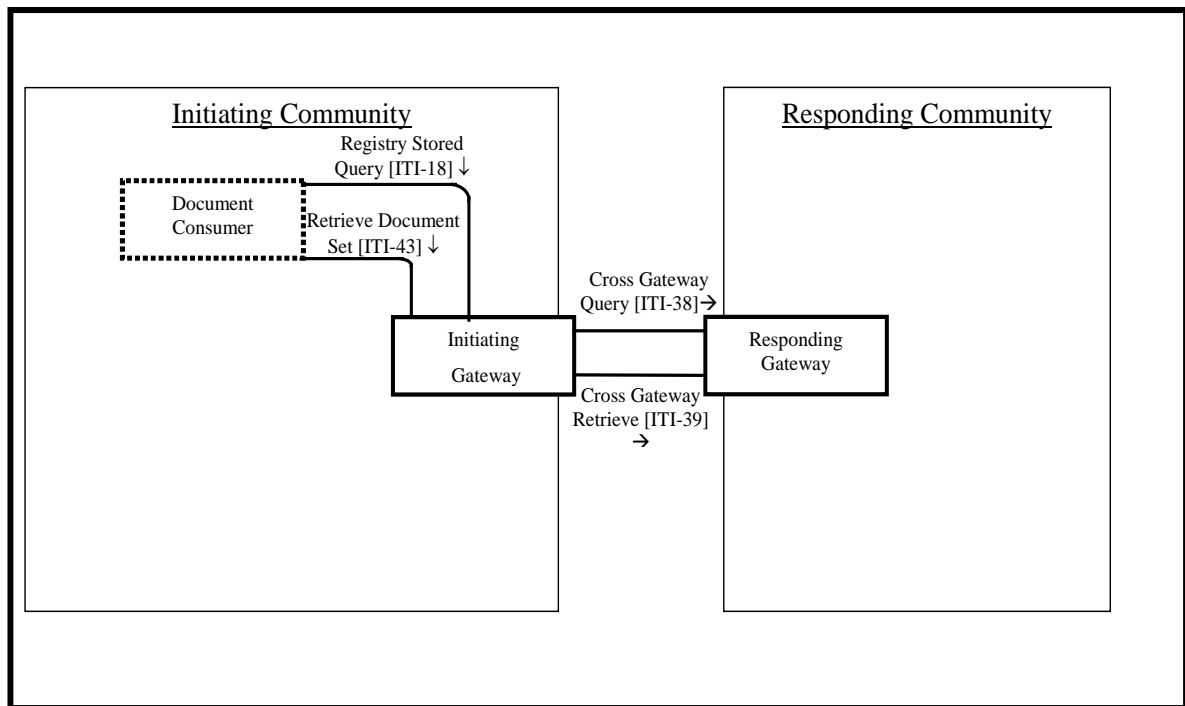 Initiating Community
Responding Community
Registry Stored
Query [ITI-18] ↓
Document
Consumer
Retrieve Document
Set [ITI-43] ↓
Cross Gateway
Query [ITI-38]→
Initiating
Gateway
Responding
Gateway
Cross Gateway
Retrieve [ITI-39]
→